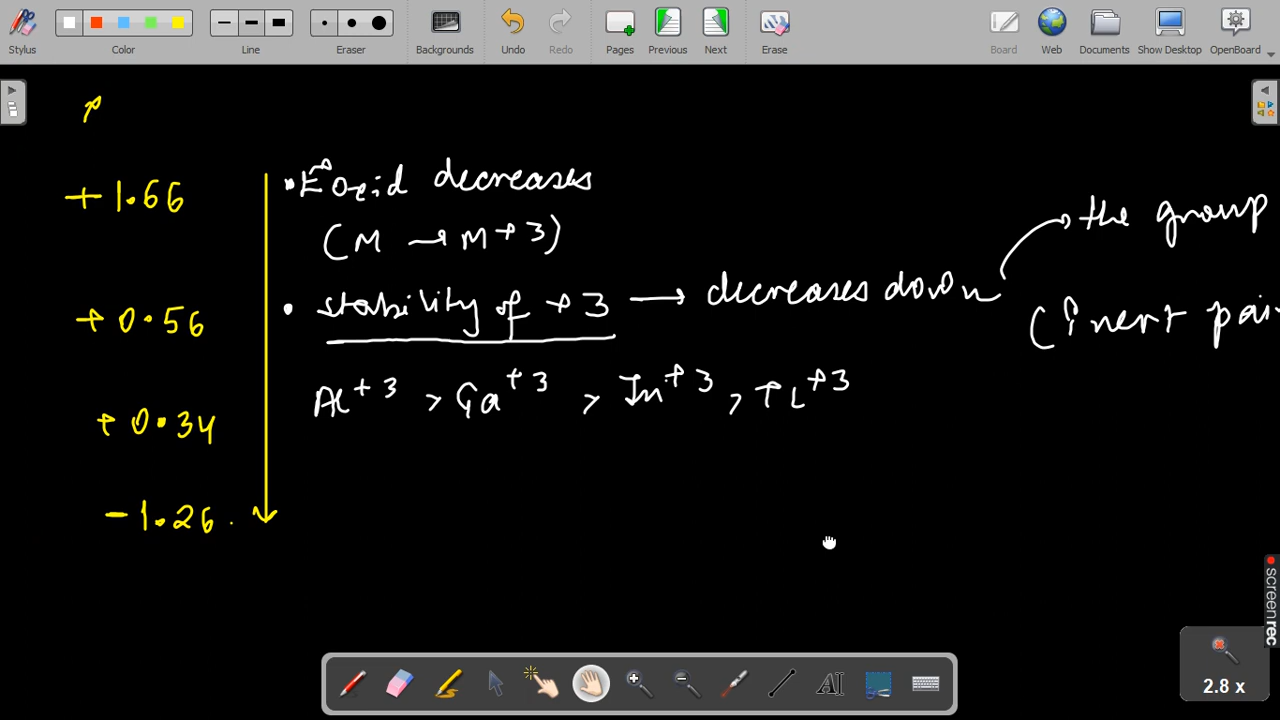 Stylus
Color
Line
Eraser
Backgrounds
Undo
Redo
Pages
Previous
Next
Erase
Board
Web
Documents
Show Desktop
OpenBoard
+1.66
+0.56
+0.34
-1.26.
•E°oxid decreases
(M → M+3)
• stability of +3 → decreases down
the group
(Inert pai
Al+3 > Ga+3 > In+3 > TL+3
AI
screenrec
2.8 x